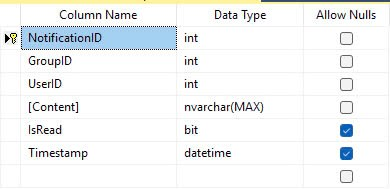 Column Name Data Type Allow Nulls
NotificationID int
GroupID int
UserID int
[Content] nvarchar(MAX)
IsRead bit
Timestamp datetime